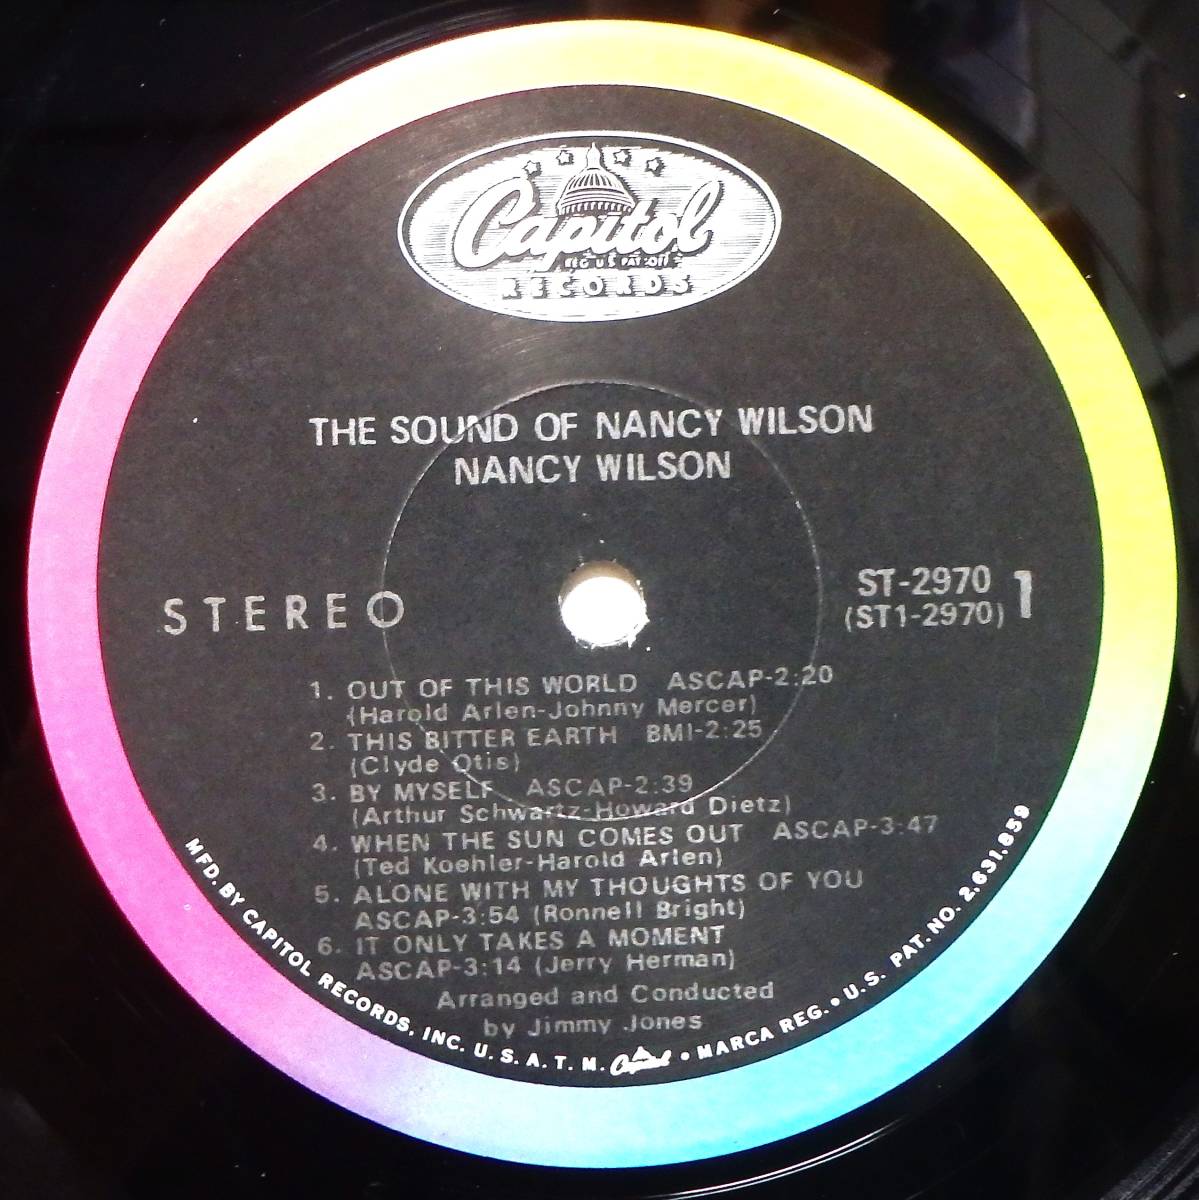 Capitol
REG U S PAT OFF
RECORDS
THE SOUND OF NANCY WILSON
NANCY WILSON
STEREO
ST-2970
(ST1-2970)
1
1. OUT OF THIS WORLD ASCAP-2:20
(Harold Arlen-Johnny Mercer)
2. THIS BITTER EARTH BMI-2:25
(Clyde Otis)
3. BY MYSELF ASCAP-2:39
(Arthur Schwartz-Howard Dietz)
4. WHEN THE SUN COMES OUT ASCAP-3:47
(Ted Koehler-Harold Arlen)
5. ALONE WITH MY THOUGHTS OF YOU
ASCAP-3:54 (Ronnell Bright)
6. IT ONLY TAKES A MOMENT
ASCAP-3:14 (Jerry Herman)
Arranged and Conducted
by Jimmy Jones
MFD. BY CAPITOL RECORDS, INC. U. S. A. T. M. Capitol • MARCA REG. • U.S. PAT. NO. 2,631,859